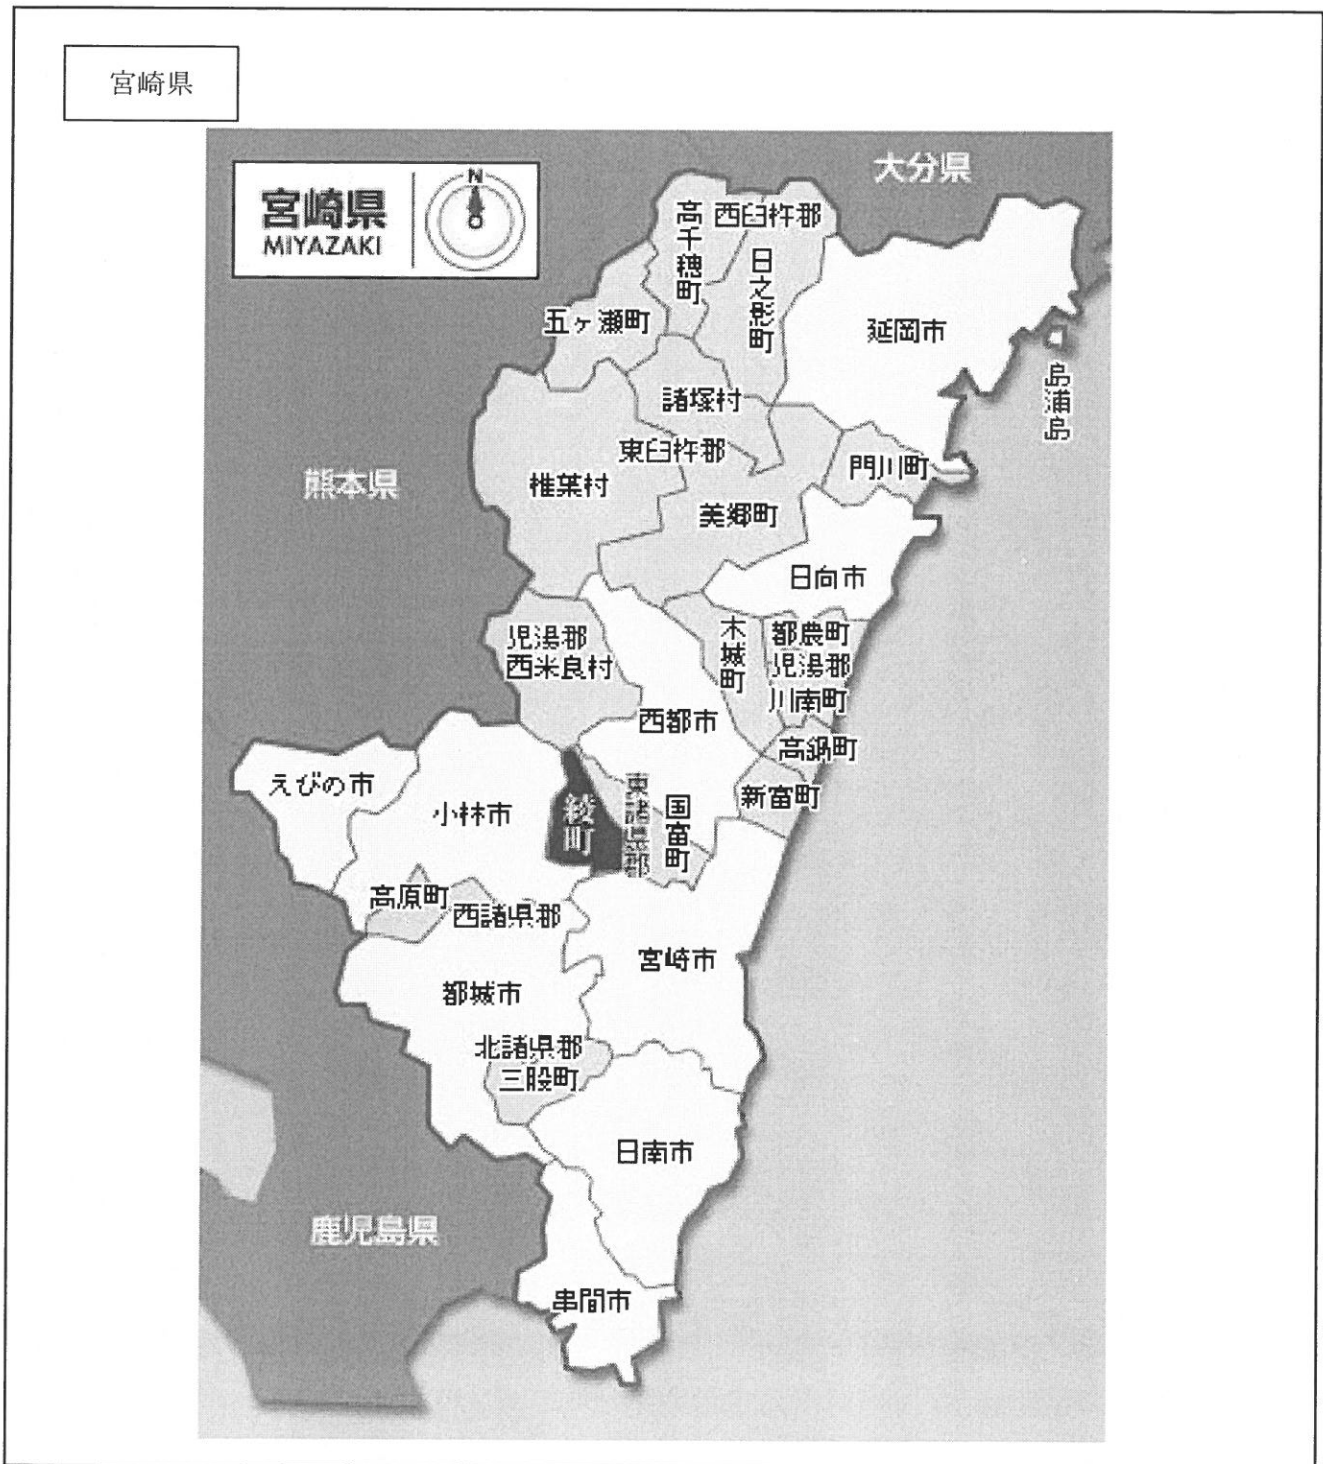 宮崎県
宮崎県
MIYAZAKI
N
大分県
高千穂町
西臼杵郡
日之影町
五ヶ瀬町
延岡市
島浦島
諸塚村
東臼杵郡
門川町
熊本県
椎葉村
美郷町
日向市
児湯郡
西米良村
木城町
都農町
児湯郡
川南町
西都市
高鍋町
えびの市
小林市
綾町
東諸県郡
国富町
新富町
高原町
西諸県郡
宮崎市
都城市
北諸県郡
三股町
日南市
鹿児島県
串間市